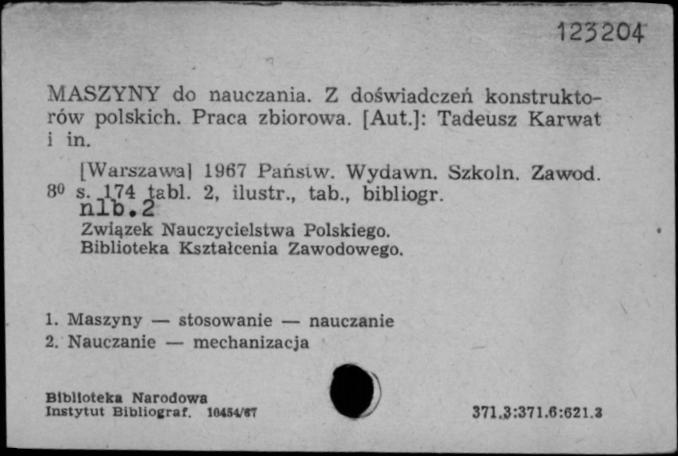 123204
MASZYNY do nauczania. Z doświadczeń konstrukto-
rów polskich. Praca zbiorowa. [Aut.]: Tadeusz Karwat
i in.
[Warszawa] 1967 Państw. Wydawn. Szkoln. Zawod.
8⁰ s. 174 tabl. 2, ilustr., tab., bibliogr.
nlb.2
Związek Nauczycielstwa Polskiego.
Biblioteka Kształcenia Zawodowego.
1. Maszyny — stosowanie — nauczanie
2. Nauczanie — mechanizacja
Biblioteka Narodowa
Instytut Bibliograf. 10454/67
371.3:371.6:621.3